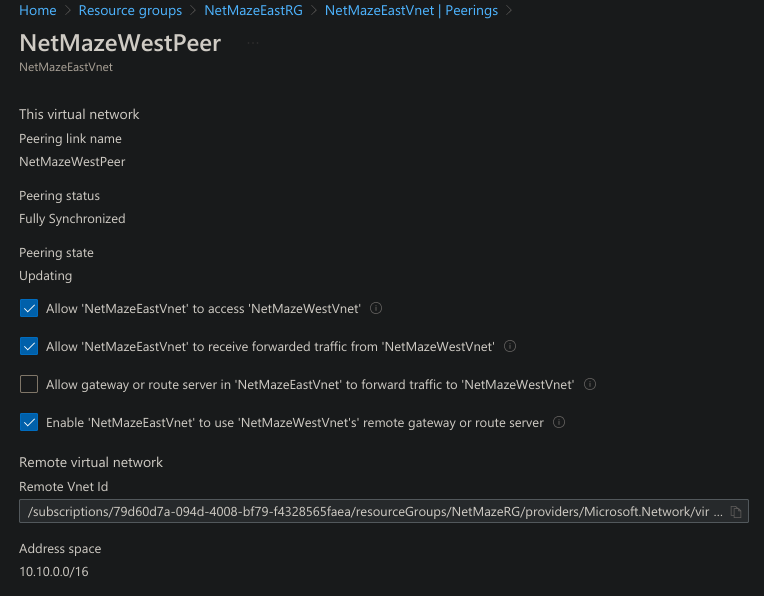 Home > Resource groups > NetMazeEastRG > NetMazeEastVnet | Peerings >
NetMazeWestPeer ...
NetMazeEastVnet
This virtual network
Peering link name
NetMazeWestPeer
Peering status
Fully Synchronized
Peering state
Updating
Allow 'NetMazeEastVnet' to access 'NetMazeWestVnet'
Allow 'NetMazeEastVnet' to receive forwarded traffic from 'NetMazeWestVnet'
Allow gateway or route server in 'NetMazeEastVnet' to forward traffic to 'NetMazeWestVnet'
Enable 'NetMazeEastVnet' to use 'NetMazeWestVnet's' remote gateway or route server
Remote virtual network
Remote Vnet Id
/subscriptions/79d60d7a-094d-4008-bf79-f4328565faea/resourceGroups/NetMazeRG/providers/Microsoft.Network/vir ...
Address space
10.10.0.0/16